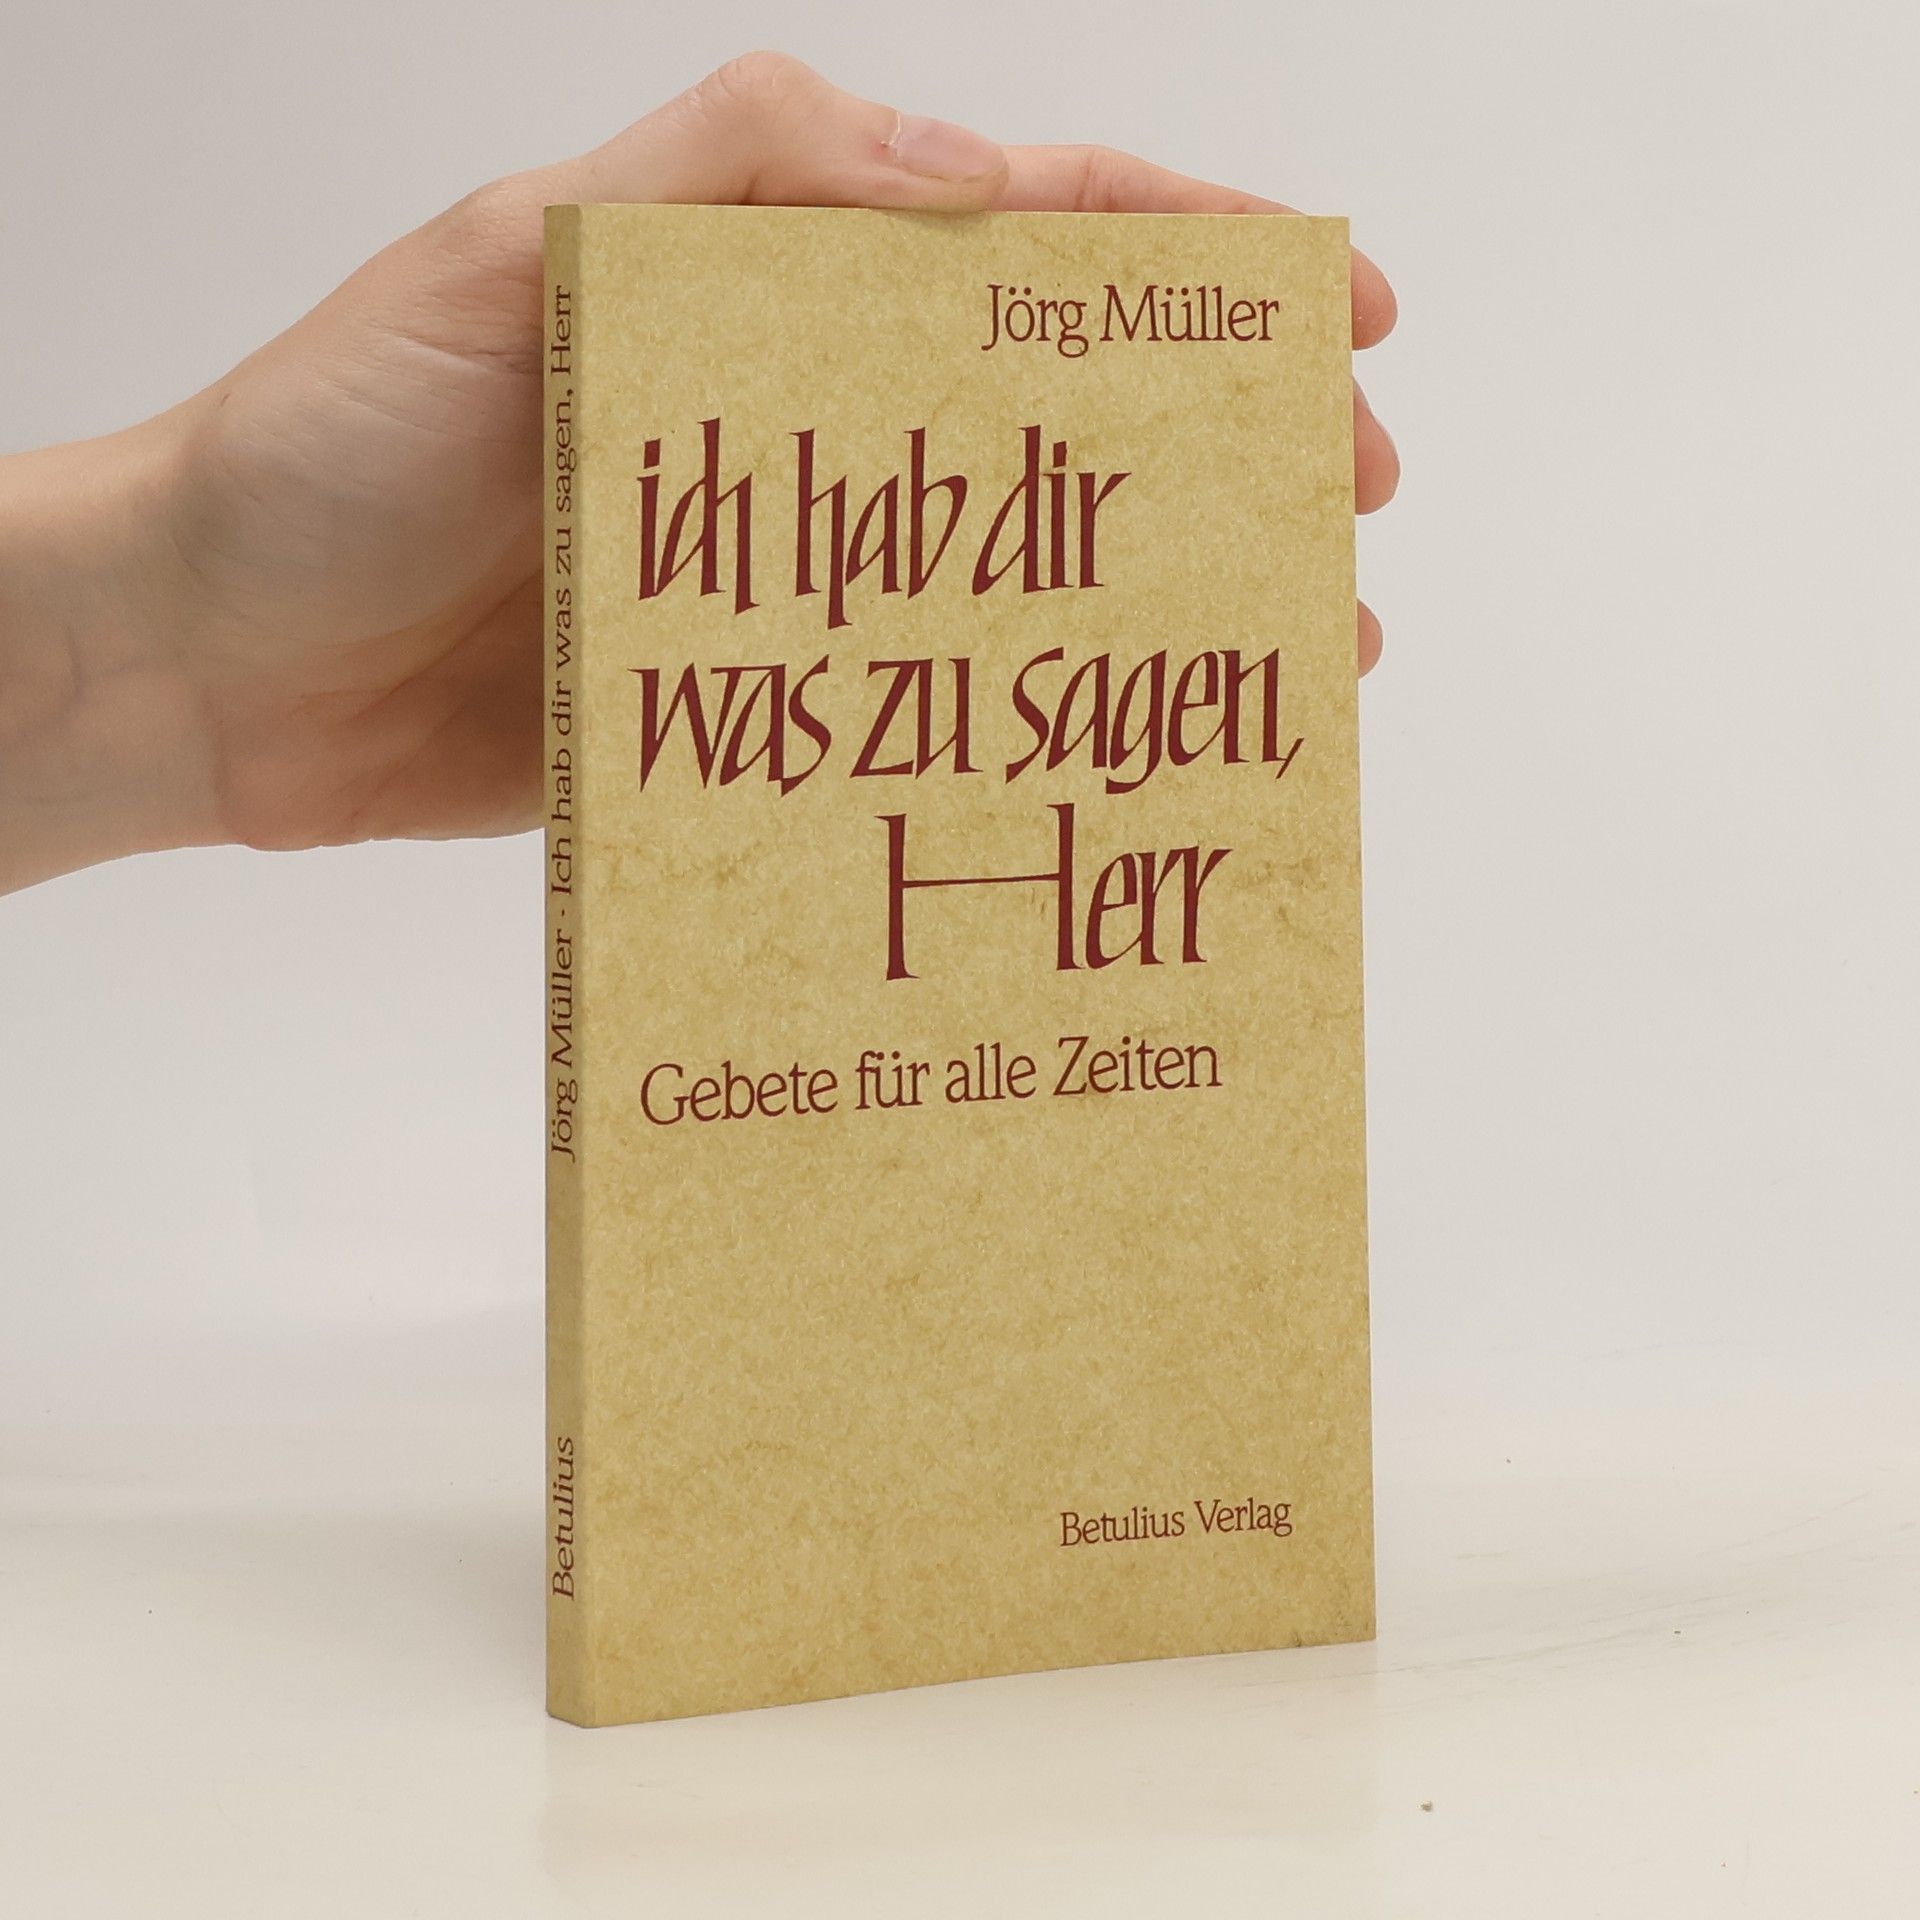 Jörg Müller
ich hab dir
was zu sagen,
Herr
Gebete für alle Zeiten
Betulius Verlag
Jörg Müller · Ich hab dir was zu sagen, Herr
Betulius